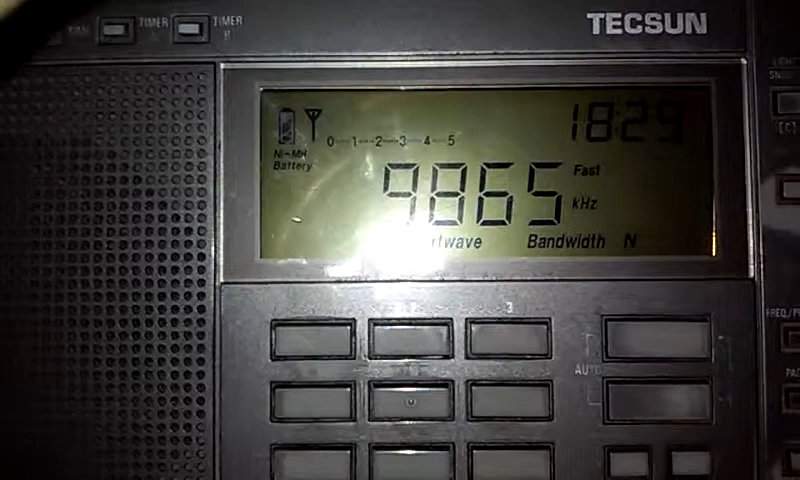 TIMER
TIMER
TECSUN
18:29
0 1 2 3 4 5
Ni-MH
Battery
9865
Fast
kHz
Bandwidth N
3
AUTO